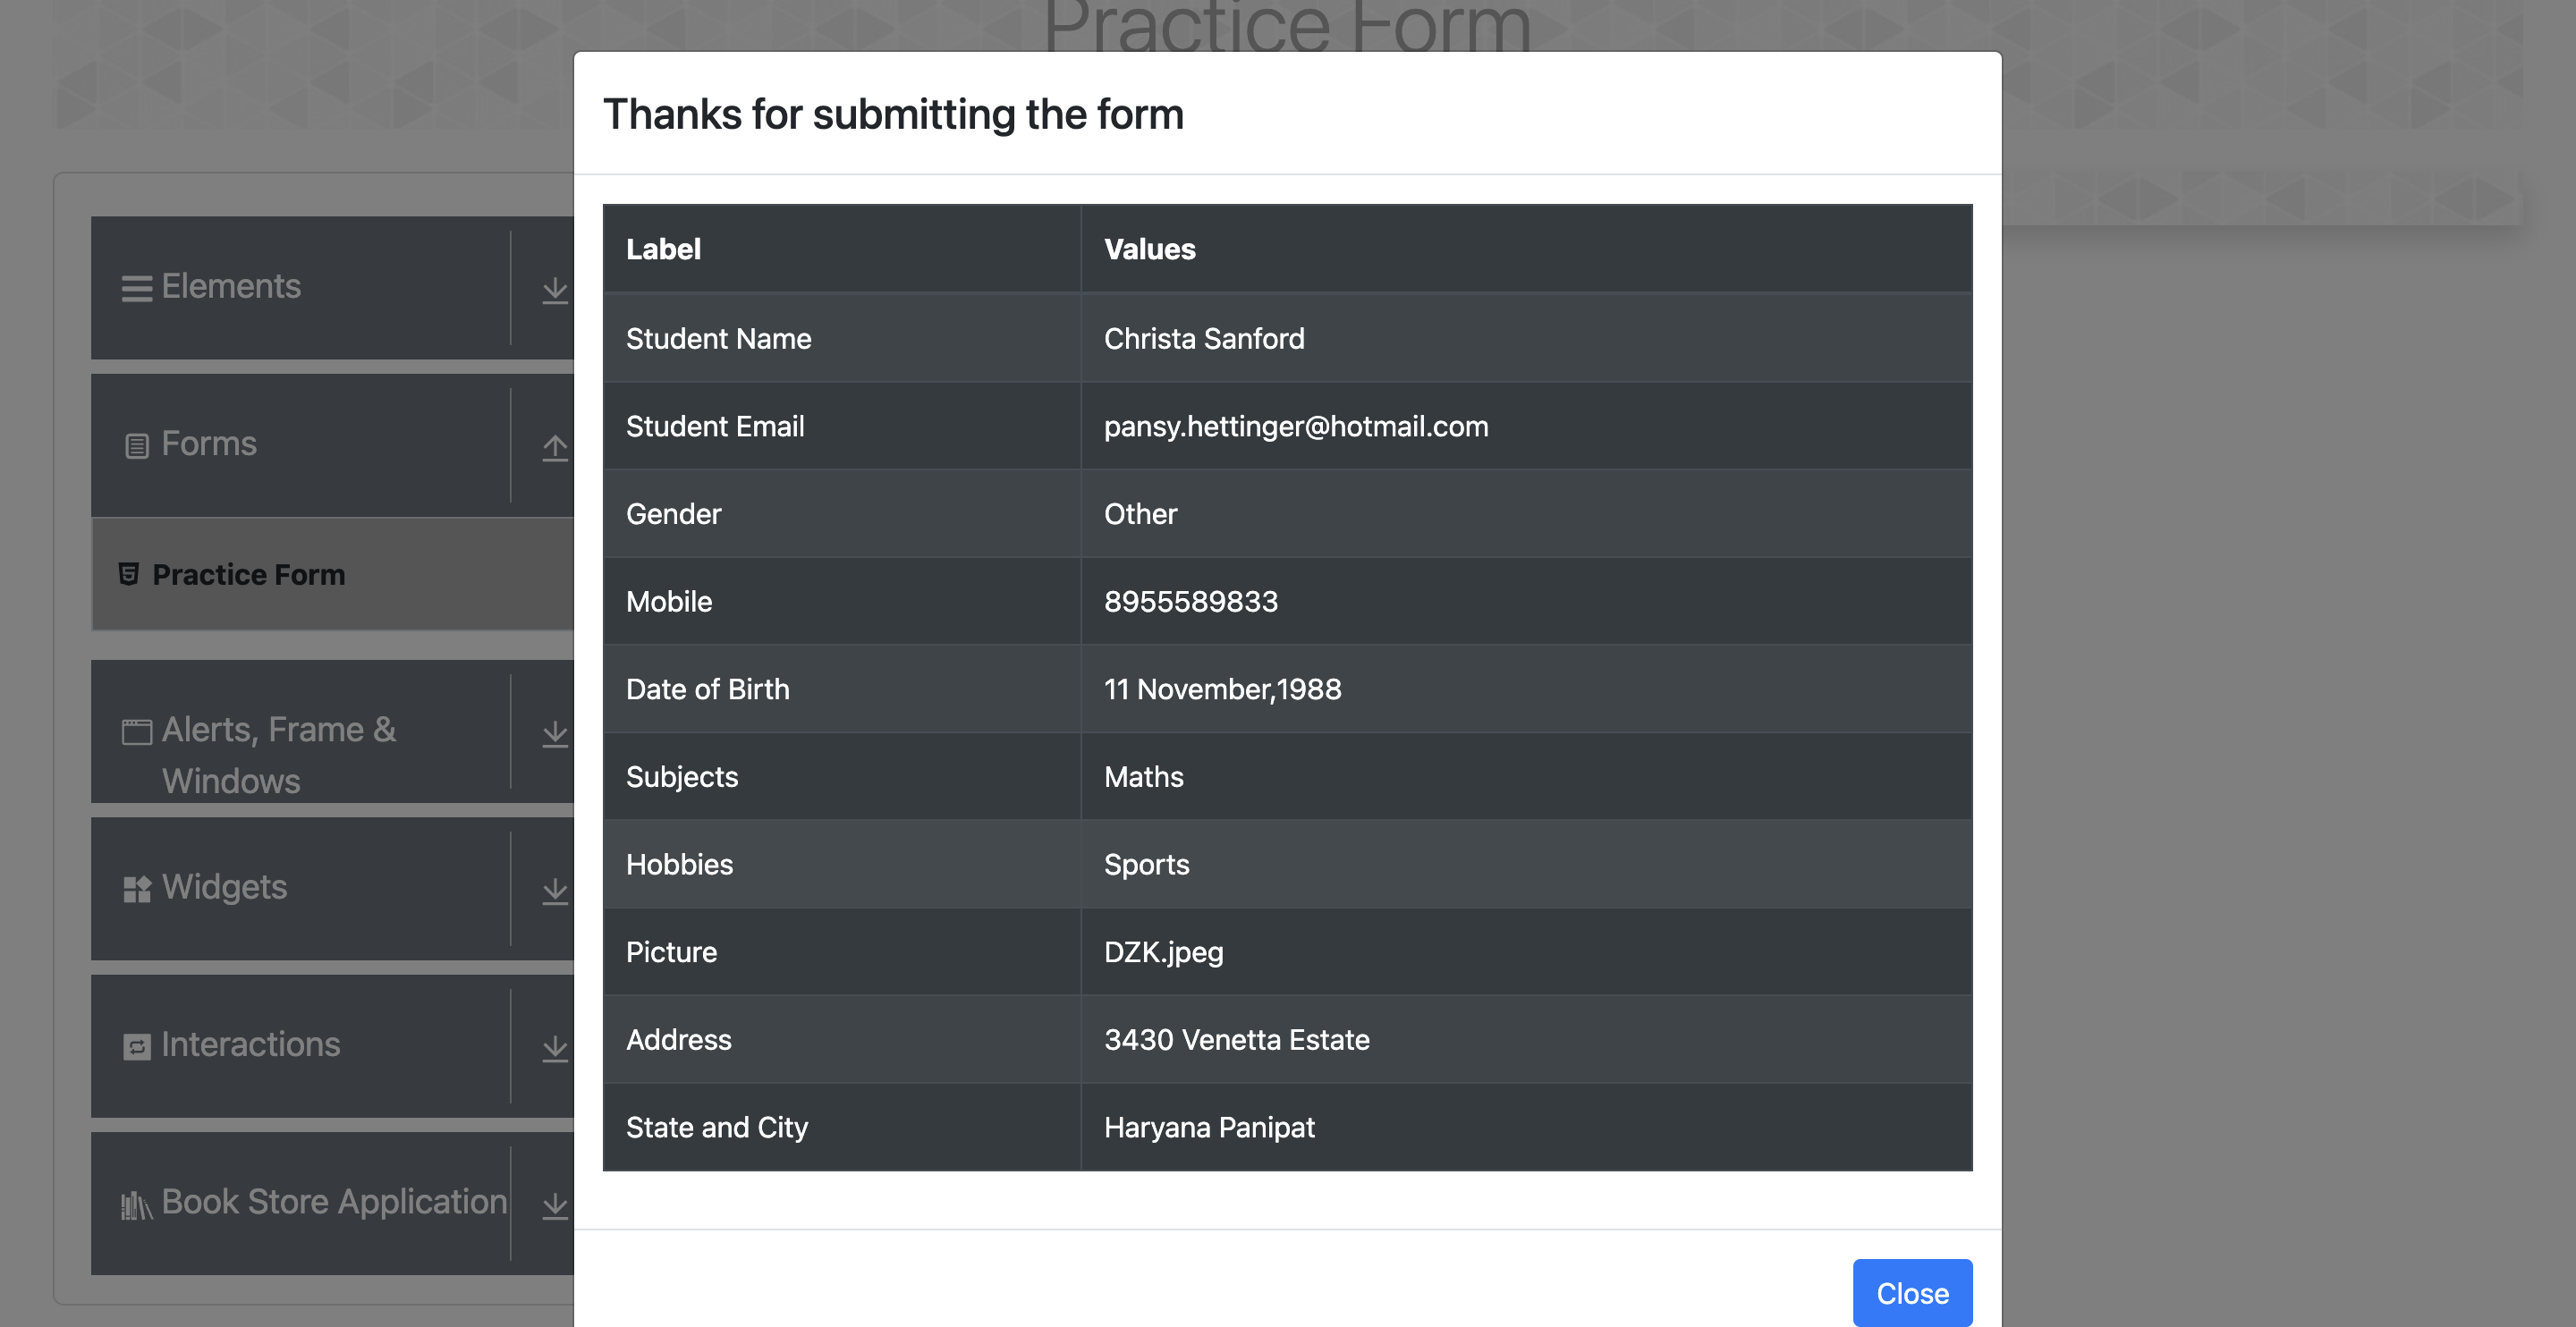 Practice Form
Thanks for submitting the form
Label Values
Student Name Christa Sanford
Student Email pansy.hettinger@hotmail.com
Gender Other
Mobile 8955589833
Date of Birth 11 November,1988
Subjects Maths
Hobbies Sports
Picture DZK.jpeg
Address 3430 Venetta Estate
State and City Haryana Panipat
Close
Elements
Forms
Practice Form
Alerts, Frame &
Windows
Widgets
Interactions
Book Store Application